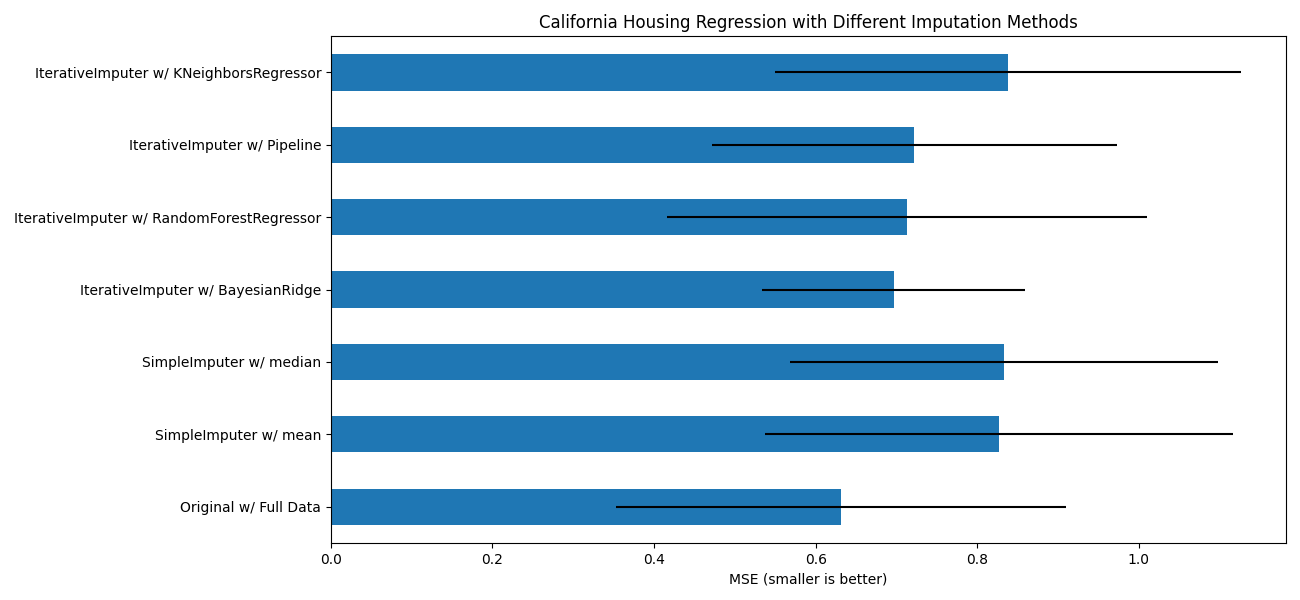 California Housing Regression with Different Imputation Methods
IterativeImputer w/ KNeighborsRegressor
IterativeImputer w/ Pipeline
IterativeImputer w/ RandomForestRegressor
IterativeImputer w/ BayesianRidge
SimpleImputer w/ median
SimpleImputer w/ mean
Original w/ Full Data
0.0 0.2 0.4 0.6 0.8 1.0
MSE (smaller is better)